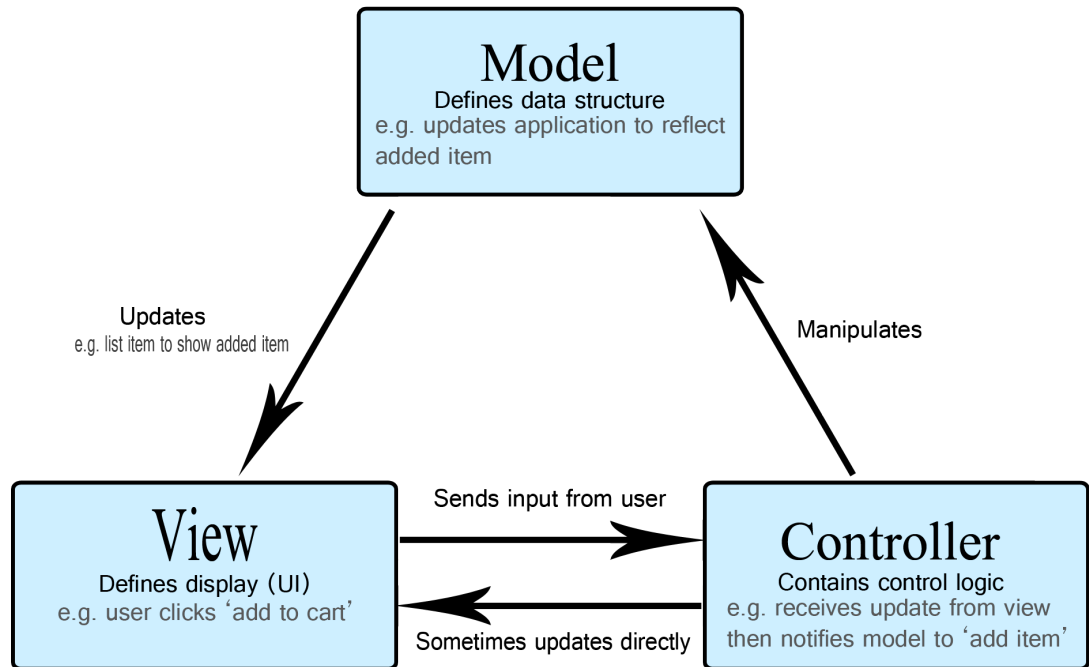 Model
Defines data structure
e.g. updates application to reflect
added item
Updates
e.g. list item to show added item
Manipulates
Sends input from user
View
Defines display (UI)
e.g. user clicks ‘add to cart’
Controller
Contains control logic
e.g. receives update from view
then notifies model to ‘add item’
Sometimes updates directly